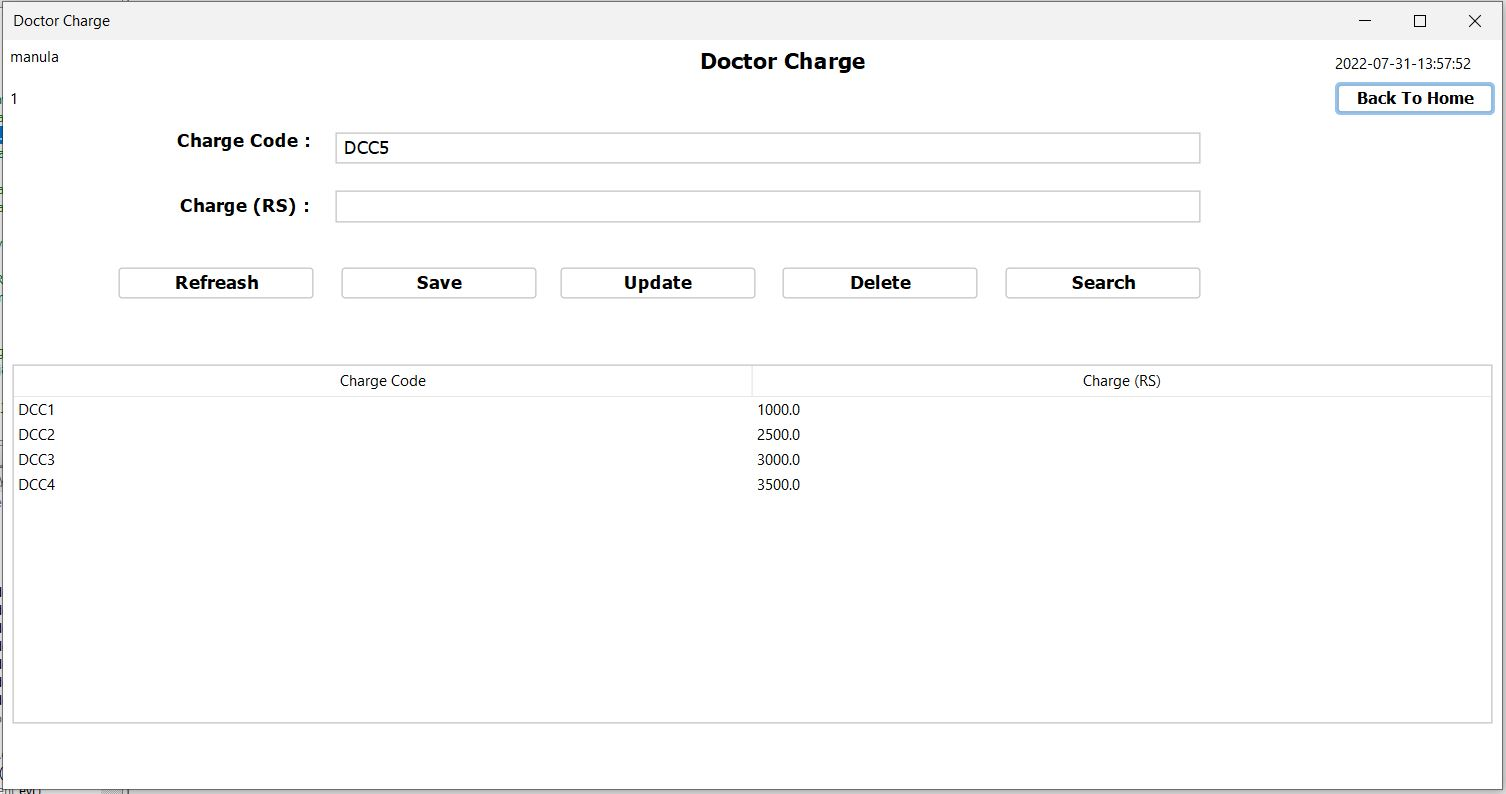 Doctor Charge
manula
Doctor Charge
2022-07-31-13:57:52
1
Back To Home
Charge Code :
DCC5
Charge (RS) :
Refreash Save Update Delete Search
Charge Code Charge (RS)
DCC1 1000.0
DCC2 2500.0
DCC3 3000.0
DCC4 3500.0